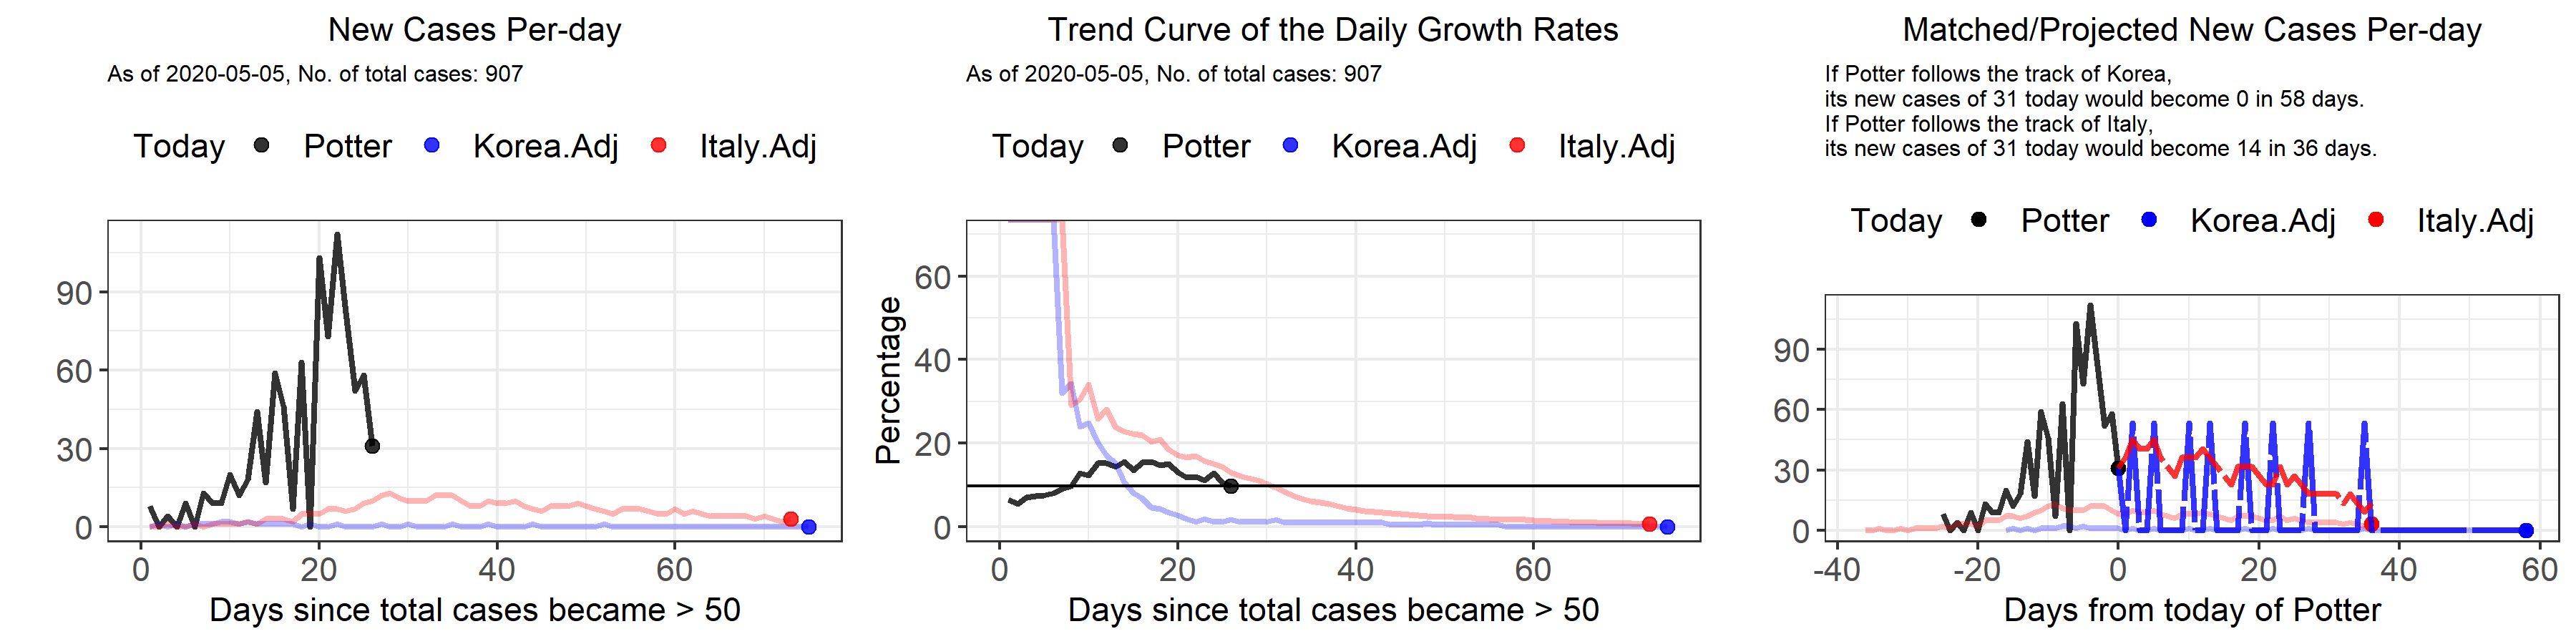 New Cases Per-day
As of 2020-05-05, No. of total cases: 907
Today Potter Korea.Adj Italy.Adj
90
60
30
0
0 20 40 60
Days since total cases became > 50
Trend Curve of the Daily Growth Rates
As of 2020-05-05, No. of total cases: 907
Today Potter Korea.Adj Italy.Adj
Percentage
60
40
20
0
0 20 40 60
Days since total cases became > 50
Matched/Projected New Cases Per-day
If Potter follows the track of Korea,
its new cases of 31 today would become 0 in 58 days.
If Potter follows the track of Italy,
its new cases of 31 today would become 14 in 36 days.
Today Potter Korea.Adj Italy.Adj
90
60
30
0
-40 -20 0 20 40 60
Days from today of Potter